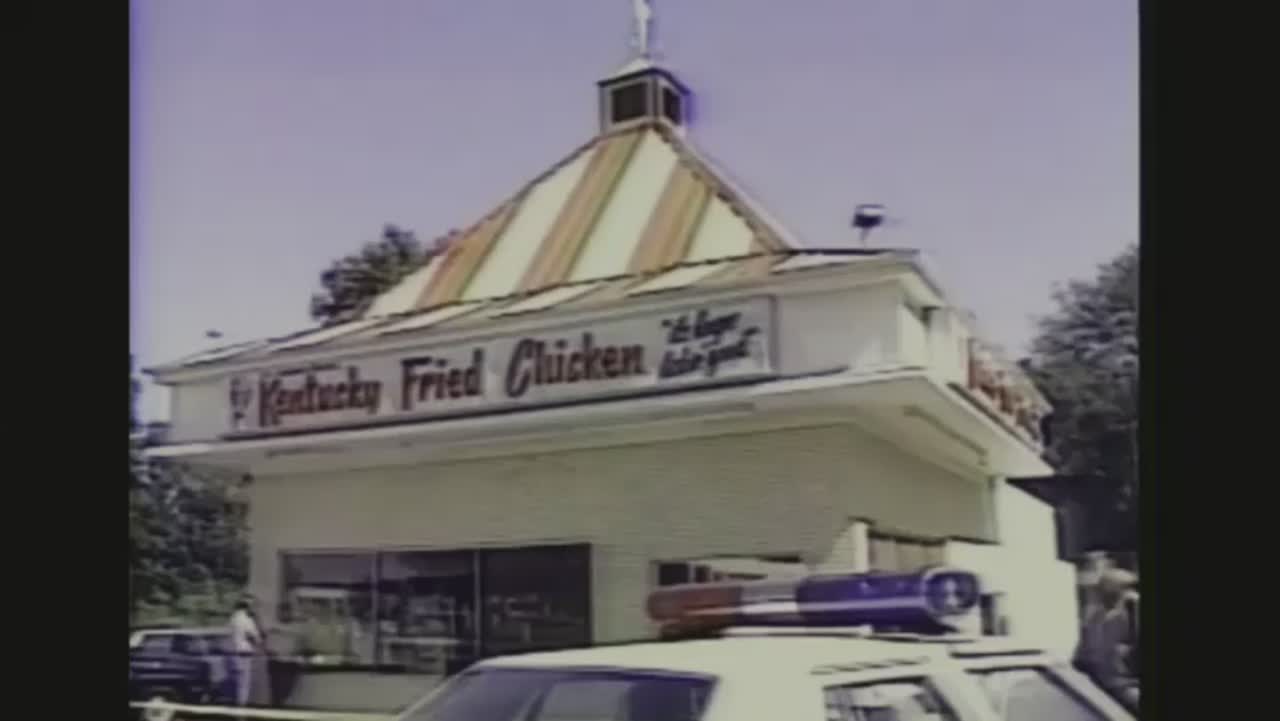 Kentucky Fried Chicken
"it's finger
lickin' good"